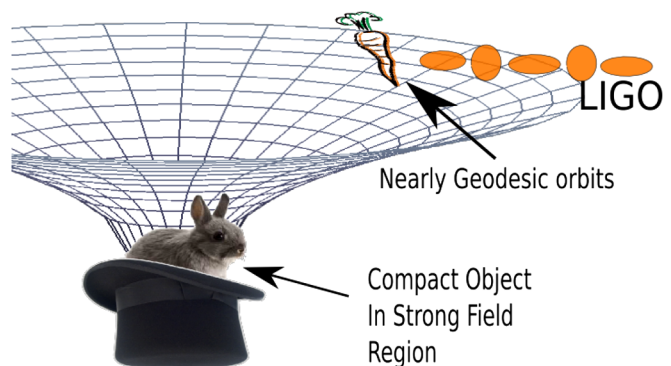 LIGO
Nearly Geodesic orbits
Compact Object
In Strong Field
Region